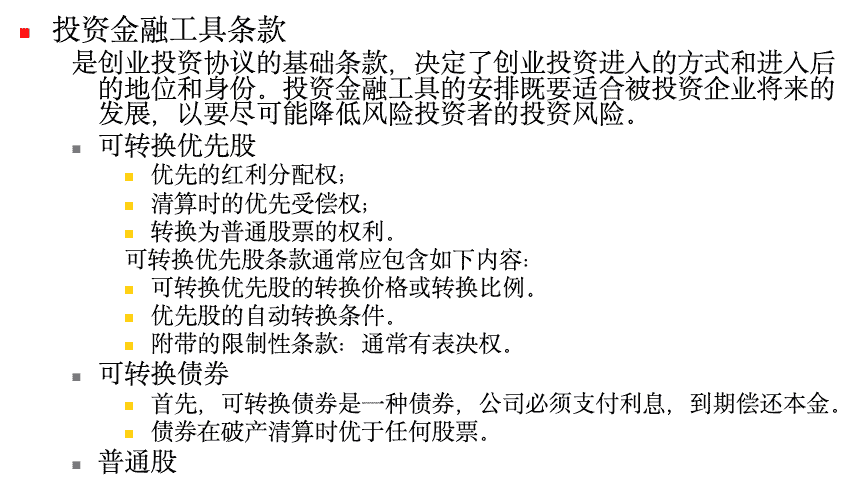 投资金融工具条款
是创业投资协议的基础条款，决定了创业投资进入的方式和进入后
的地位和身份。投资金融工具的安排既要适合被投资企业将来的
发展，以要尽可能降低风险投资者的投资风险。
可转换优先股
优先的红利分配权；
清算时的优先受偿权；
转换为普通股票的权利。
可转换优先股条款通常应包含如下内容：
可转换优先股的转换价格或转换比例。
优先股的自动转换条件。
附带的限制性条款：通常有表决权。
可转换债券
首先，可转换债券是一种债券，公司必须支付利息，到期偿还本金。
债券在破产清算时优于任何股票。
普通股